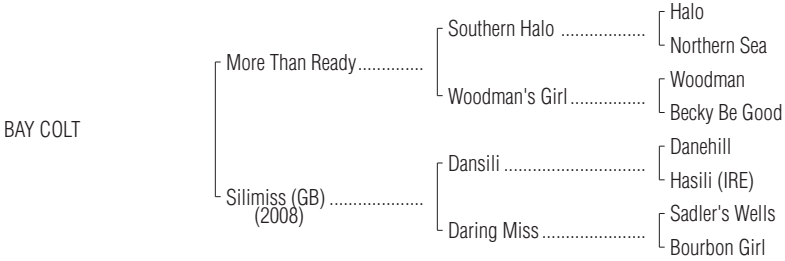 Halo
Southern Halo ...................
Northern Sea
More Than Ready..............
Woodman
Woodman's Girl ................
Becky Be Good
BAY COLT
Danehill
Dansili .............................
Hasili (IRE)
Silimiss (GB) ....................
(2008)
Sadler's Wells
Daring Miss ......................
Bourbon Girl